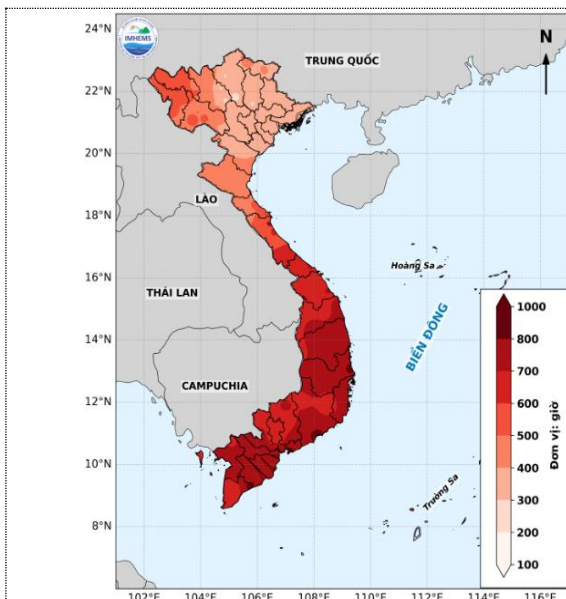 IMHEMS
N
TRUNG QUỐC
LÀO
THÁI LAN
CAMPUCHIA
Hoàng Sa
BIỂN ĐÔNG
Trường Sa
24°N
22°N
20°N
18°N
16°N
14°N
12°N
10°N
8°N
102°E
104°E
106°E
108°E
110°E
112°E
114°E
116°E
1000
900
800
700
600
500
400
300
200
100
Đơn vị: giờ